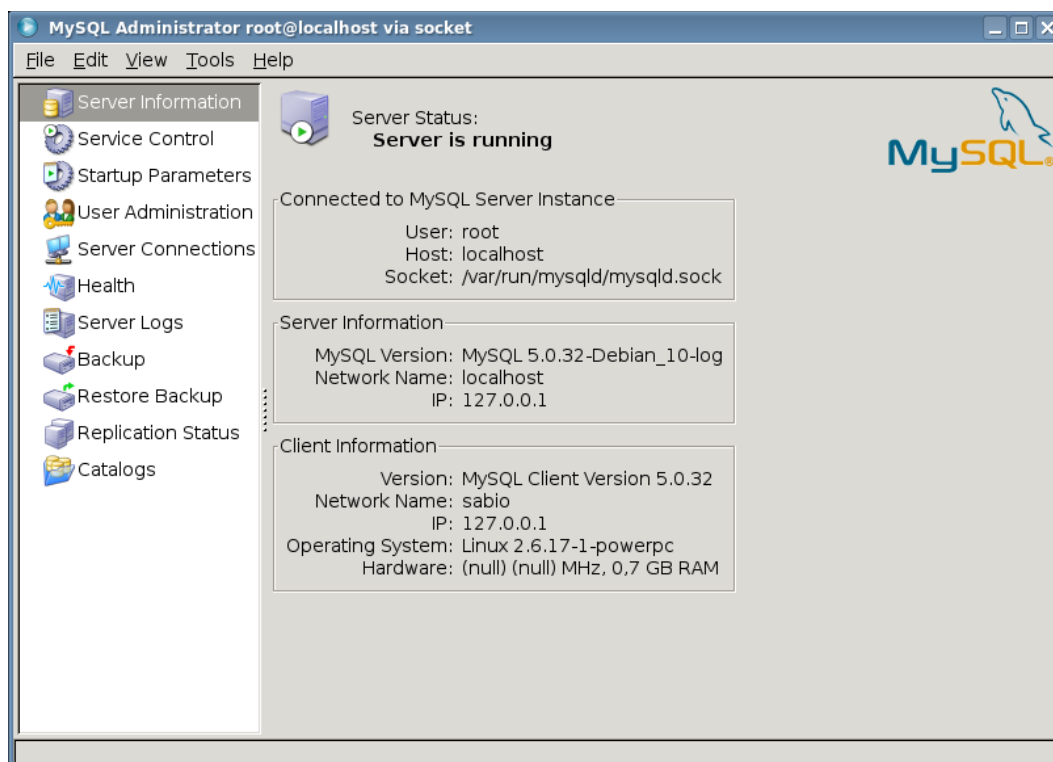 MySQL Administrator root@localhost via socket
File Edit View Tools Help
Server Information
Service Control
Startup Parameters
User Administration
Server Connections
Health
Server Logs
Backup
Restore Backup
Replication Status
Catalogs
Server Status:
Server is running
MySQL®
Connected to MySQL Server Instance
User: root
Host: localhost
Socket: /var/run/mysqld/mysqld.sock
Server Information
MySQL Version: MySQL 5.0.32-Debian_10-log
Network Name: localhost
IP: 127.0.0.1
Client Information
Version: MySQL Client Version 5.0.32
Network Name: sabio
IP: 127.0.0.1
Operating System: Linux 2.6.17-1-powerpc
Hardware: (null) (null) MHz, 0,7 GB RAM